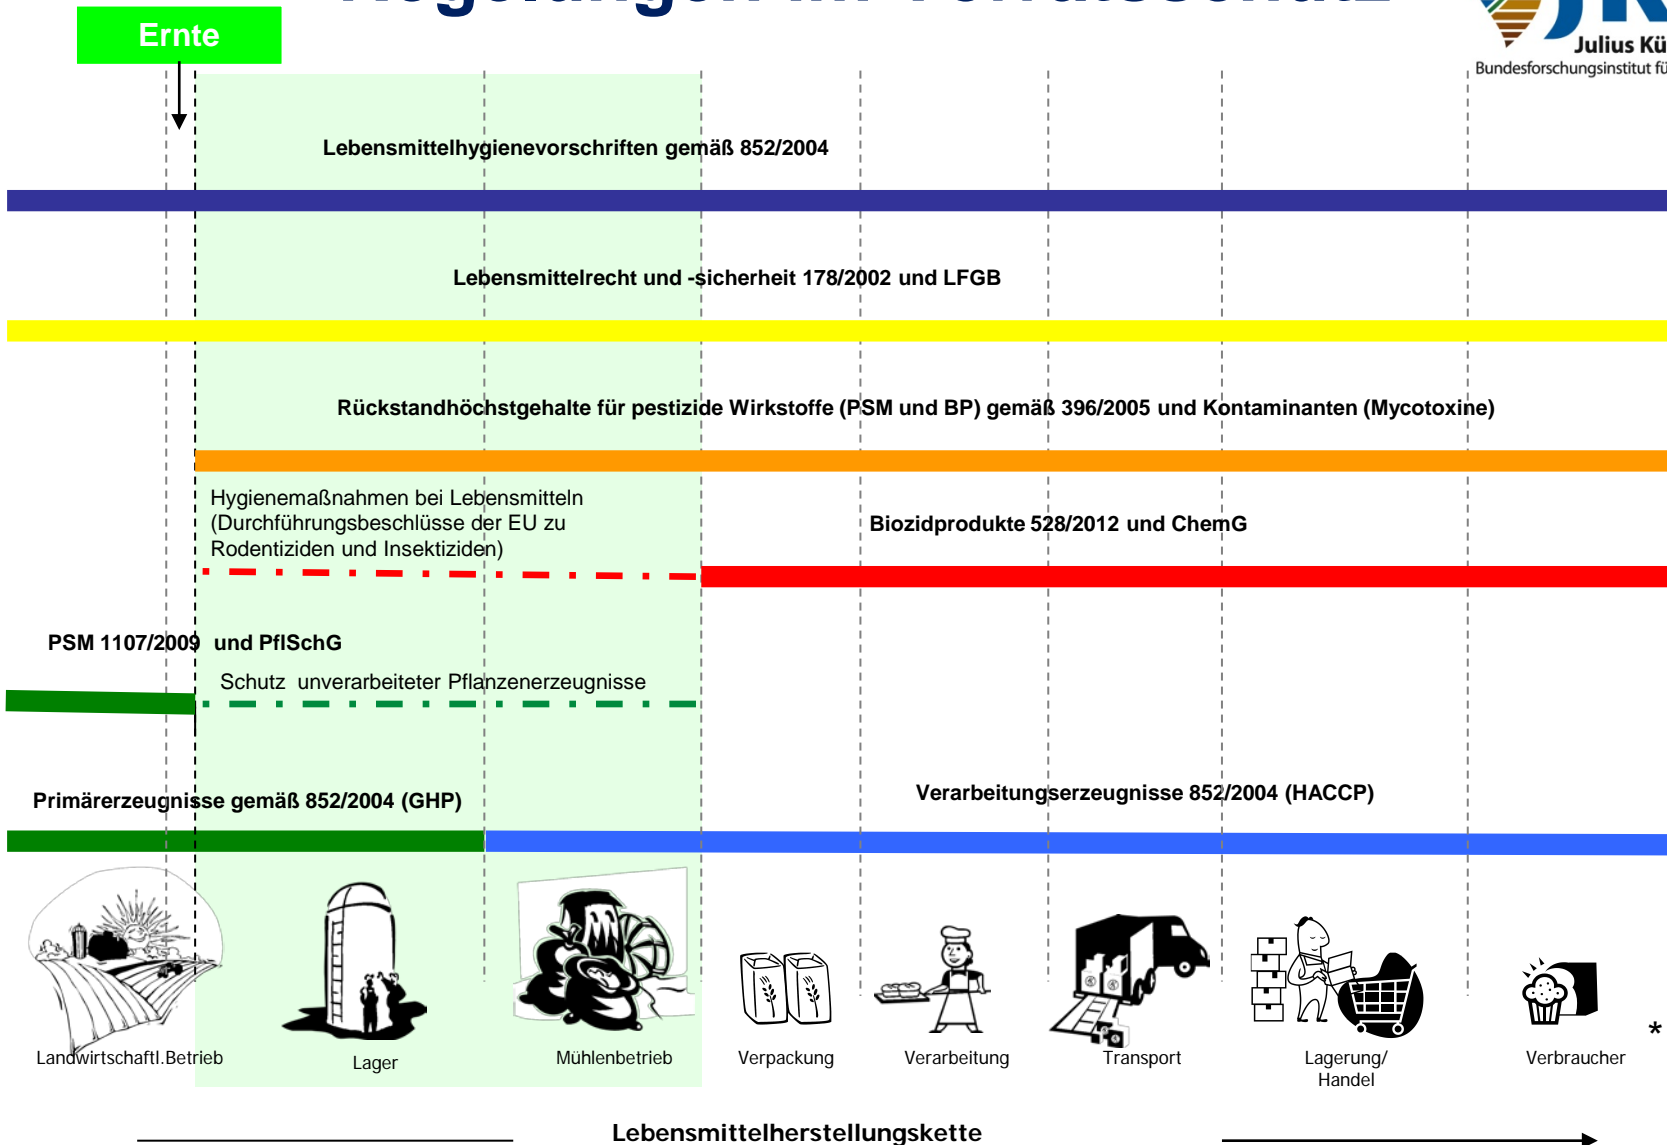 Regelungen im Vorratsschutz
Ernte
Julius Kü
Bundesforschungsinstitut fü
Lebensmittelhygienevorschriften gemäß 852/2004
Lebensmittelrecht und -sicherheit 178/2002 und LFGB
Rückstandhöchstgehalte für pestizide Wirkstoffe (PSM und BP) gemäß 396/2005 und Kontaminanten (Mycotoxine)
Hygienemaßnahmen bei Lebensmitteln
(Durchführungsbeschlüsse der EU zu
Rodentiziden und Insektiziden)
Biozidprodukte 528/2012 und ChemG
PSM 1107/2009 und PflSchG
Schutz unverarbeiteter Pflanzenerzeugnisse
Primärerzeugnisse gemäß 852/2004 (GHP)
Verarbeitungserzeugnisse 852/2004 (HACCP)
Landwirtschaftl.Betrieb
Lager
Mühlenbetrieb
Verpackung
Verarbeitung
Transport
Lagerung/
Handel
Verbraucher
*
Lebensmittelherstellungskette